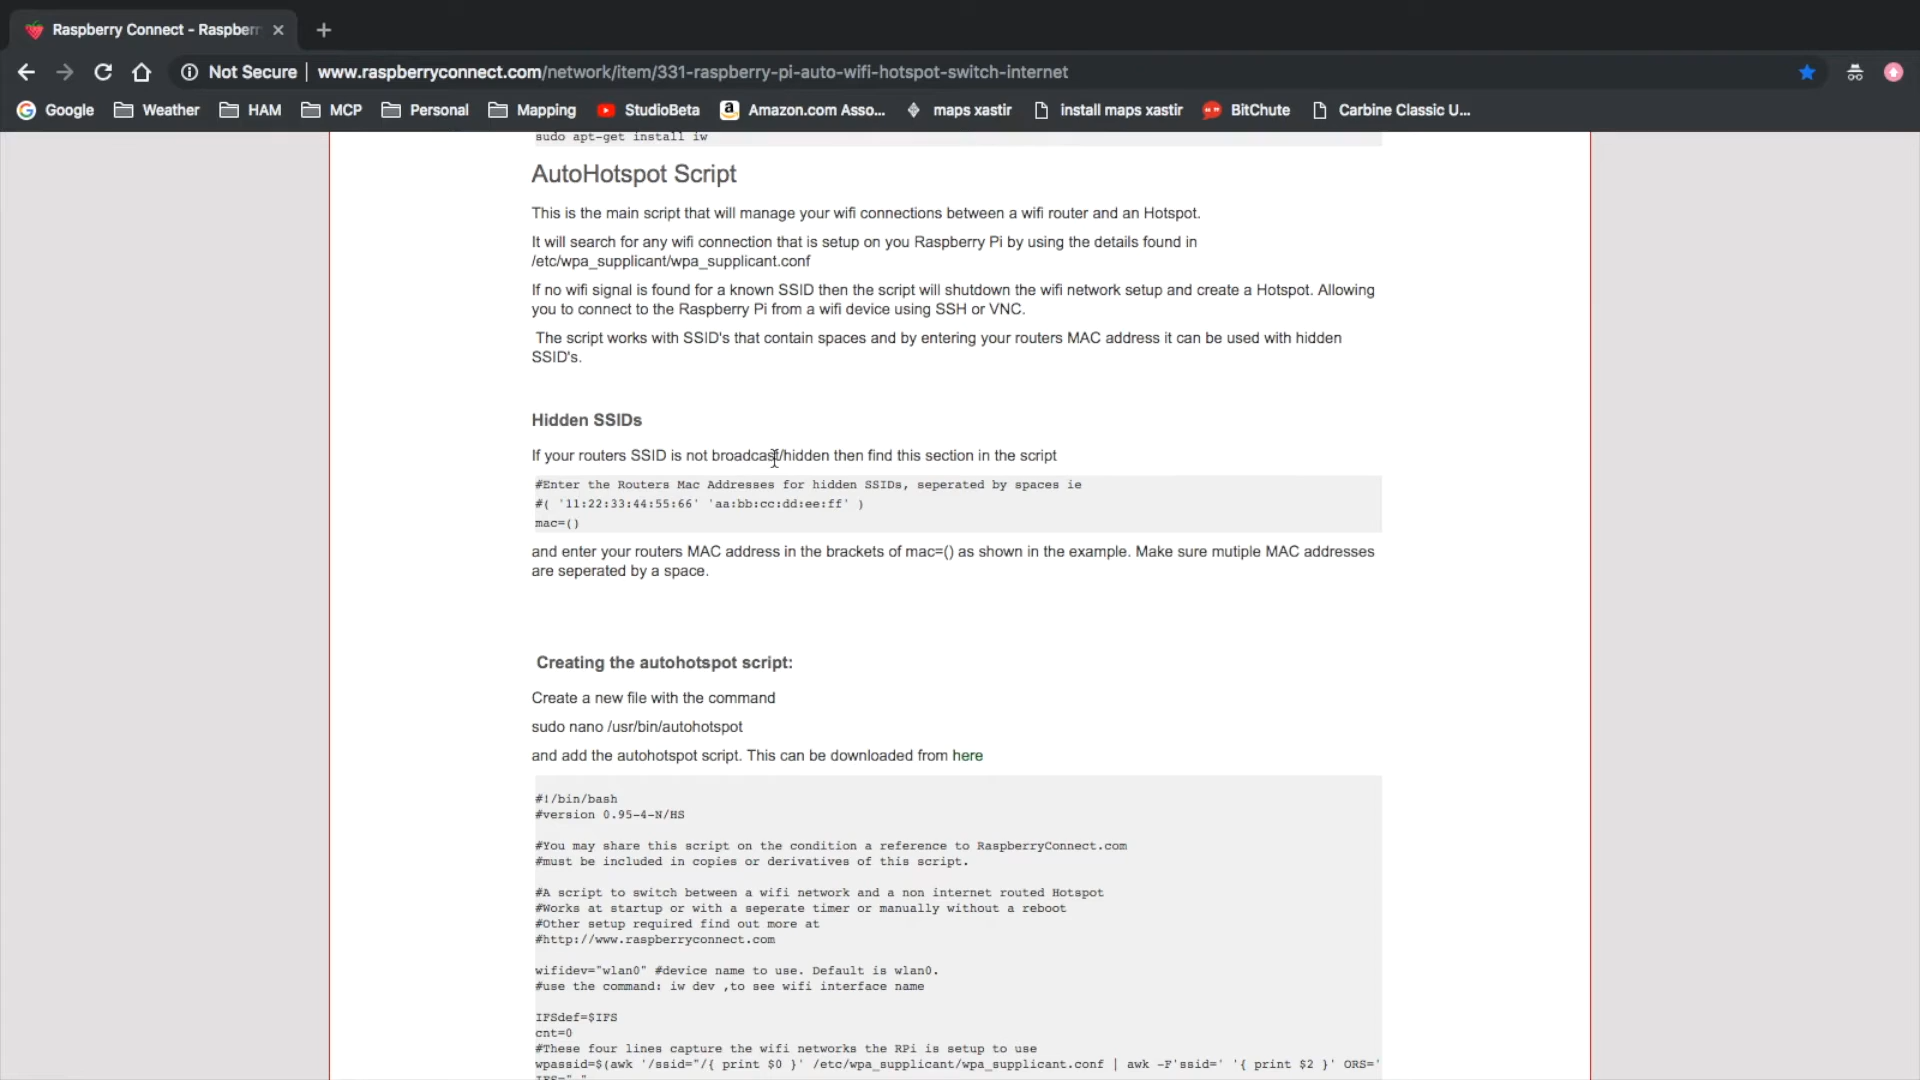 Raspberry Connect - Raspberr
Not Secure
www.raspberryconnect.com/network/item/331-raspberry-pi-auto-wifi-hotspot-switch-internet
Google
Weather
HAM
MCP
Personal
Mapping
StudioBeta
Amazon.com Asso...
maps xastir
install maps xastir
BitChute
Carbine Classic U...
sudo apt-get install iw
AutoHotspot Script
This is the main script that will manage your wifi connections between a wifi router and an Hotspot.
It will search for any wifi connection that is setup on you Raspberry Pi by using the details found in
/etc/wpa_supplicant/wpa_supplicant.conf
If no wifi signal is found for a known SSID then the script will shutdown the wifi network setup and create a Hotspot. Allowing
you to connect to the Raspberry Pi from a wifi device using SSH or VNC.
The script works with SSID's that contain spaces and by entering your routers MAC address it can be used with hidden
SSID's.
Hidden SSIDs
If your routers SSID is not broadcast/hidden then find this section in the script
#Enter the Routers Mac Addresses for hidden SSIDs, seperated by spaces ie
#( '11:22:33:44:55:66' 'aa:bb:cc:dd:ee:ff' )
mac=()
and enter your routers MAC address in the brackets of mac=() as shown in the example. Make sure mutiple MAC addresses
are seperated by a space.
Creating the autohotspot script:
Create a new file with the command
sudo nano /usr/bin/autohotspot
and add the autohotspot script. This can be downloaded from here
#!/bin/bash
#version 0.95-4-N/HS
#You may share this script on the condition a reference to RaspberryConnect.com
#must be included in copies or derivatives of this script.
#A script to switch between a wifi network and a non internet routed Hotspot
#Works at startup or with a seperate timer or manually without a reboot
#Other setup required find out more at
#http://www.raspberryconnect.com
wifidev="wlan0" #device name to use. Default is wlan0.
#use the command: iw dev ,to see wifi interface name
IFSdef=$IFS
cnt=0
#These four lines capture the wifi networks the RPi is setup to use
wpassid=$(awk '/ssid="/{ print $0 }' /etc/wpa_supplicant/wpa_supplicant.conf | awk -F'ssid=' '{ print $2 }' ORS='